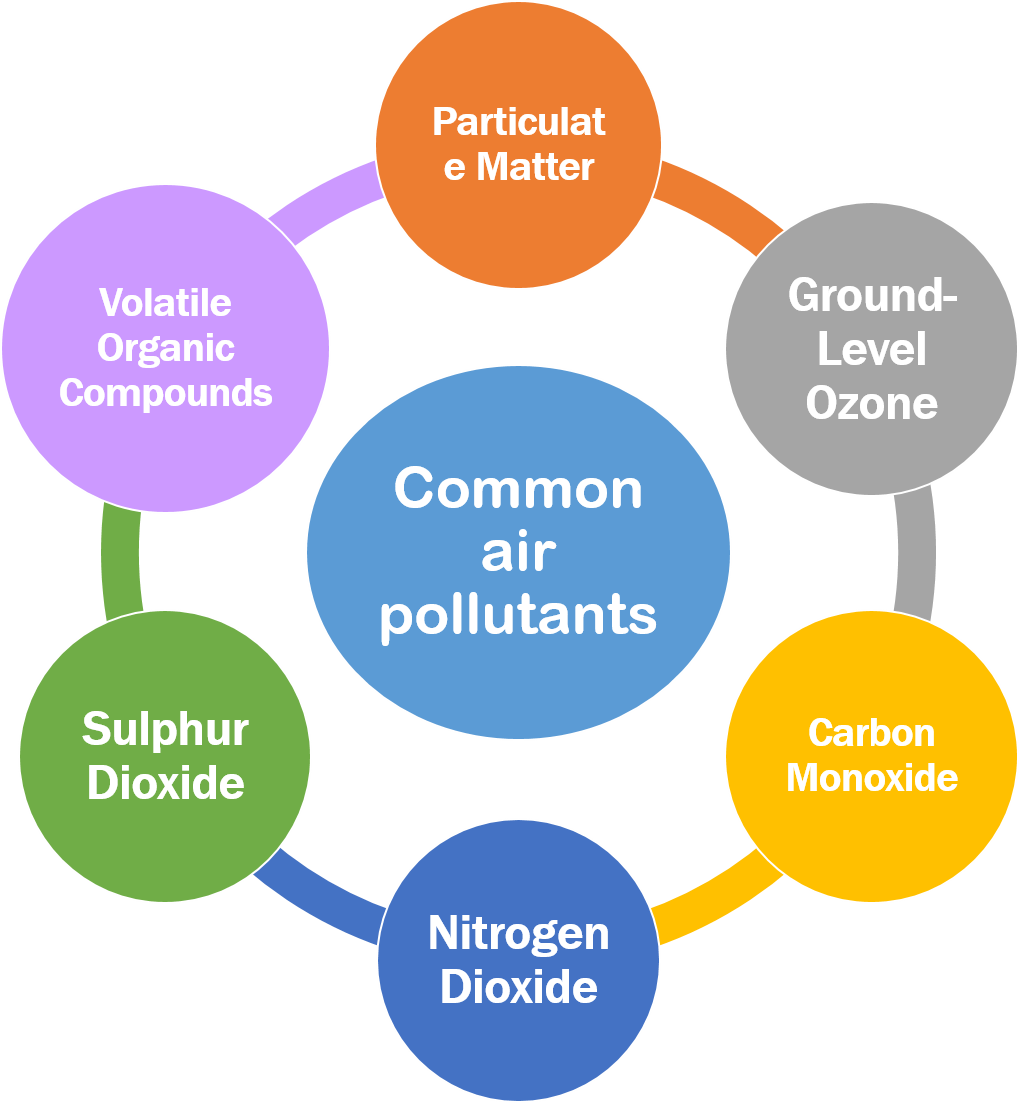 Particulat
e Matter
Ground-
Level
Ozone
Carbon
Monoxide
Nitrogen
Dioxide
Sulphur
Dioxide
Volatile
Organic
Compounds
Common
air
pollutants